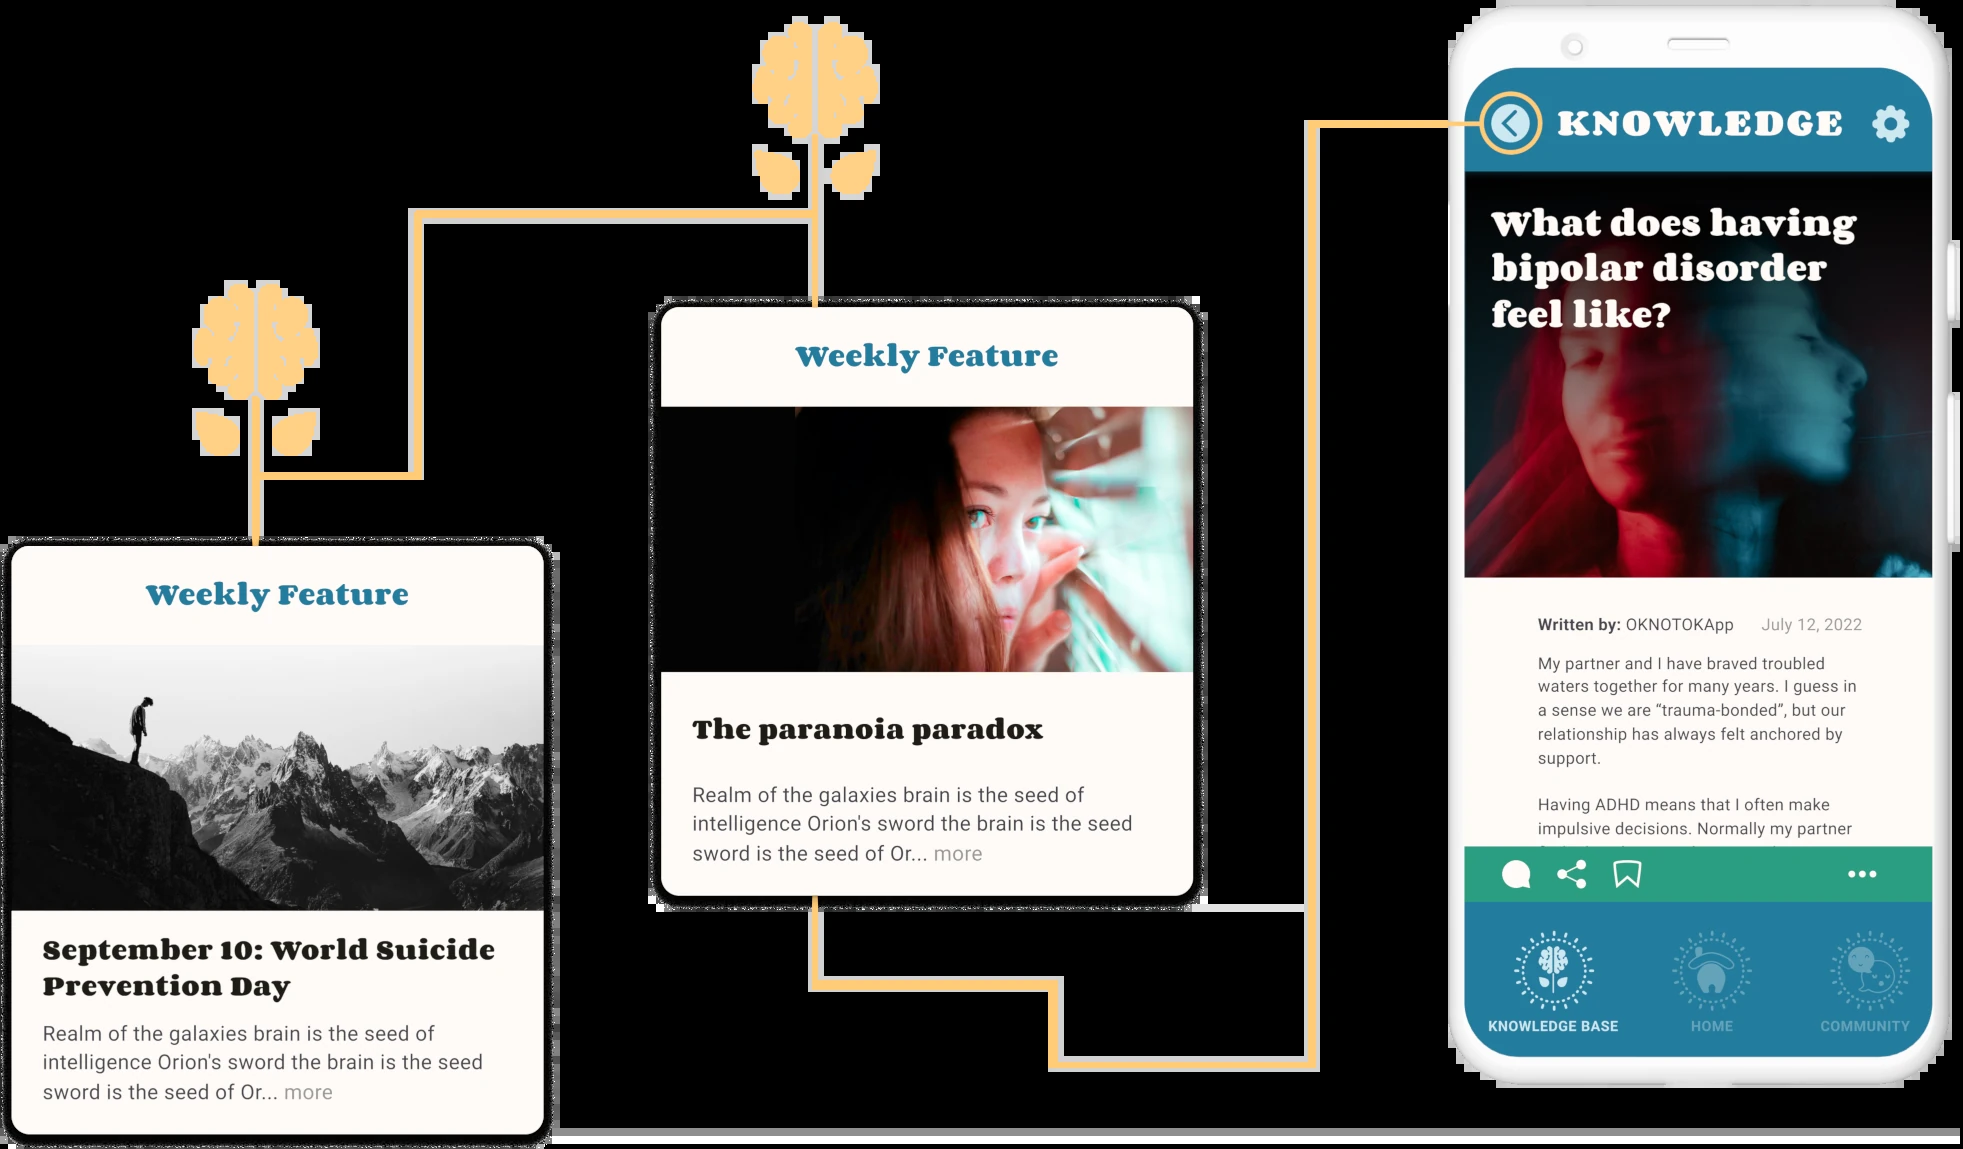 Weekly Feature
September 10: World Suicide
Prevention Day
Realm of the galaxies brain is the seed of
intelligence Orion's sword the brain is the seed
sword is the seed of Or... more
Weekly Feature
The paranoia paradox
Realm of the galaxies brain is the seed of
intelligence Orion's sword the brain is the seed
sword is the seed of Or... more
KNOWLEDGE
What does having
bipolar disorder
feel like?
Written by: OKNOTOKApp July 12, 2022
My partner and I have braved troubled
waters together for many years. I guess in
a sense we are “trauma-bonded”, but our
relationship has always felt anchored by
support.
Having ADHD means that I often make
impulsive decisions. Normally my partner
KNOWLEDGE BASE HOME COMMUNITY